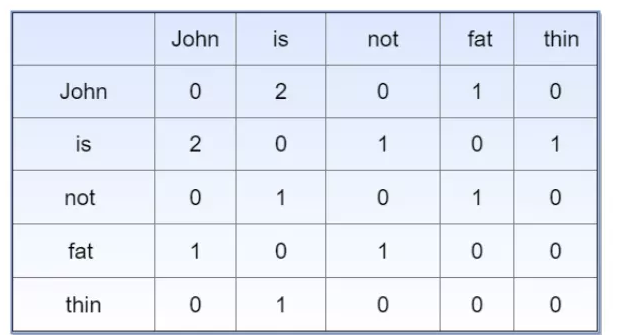 John is not fat thin
John 0 2 0 1 0
is 2 0 1 0 1
not 0 1 0 1 0
fat 1 0 1 0 0
thin 0 1 0 0 0